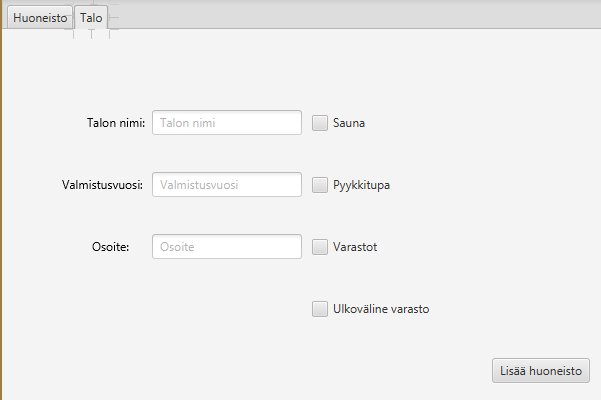 Huoneisto Talo
Talon nimi: Talon nimi Sauna
Valmistusvuosi: Valmistusvuosi Pyykkitupa
Osoite: Osoite Varastot
Ulkoväline varasto
Lisää huoneisto